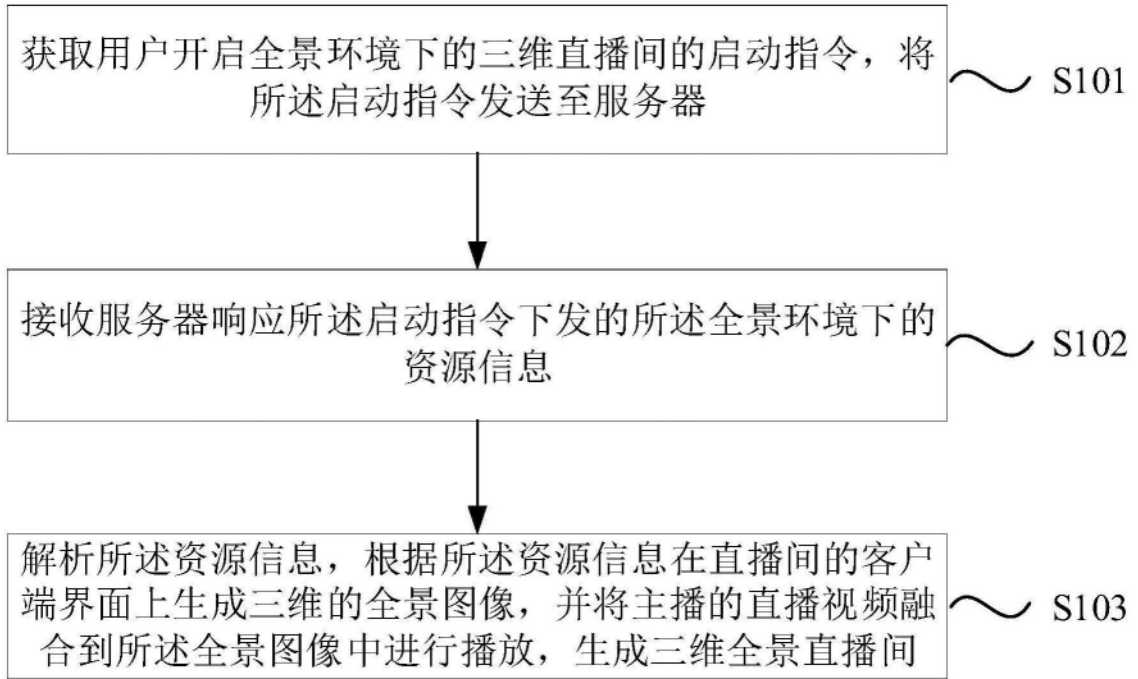 获取用户开启全景环境下的三维直播间的启动指令，将
所述启动指令发送至服务器
S101
接收服务器响应所述启动指令下发的所述全景环境下的
资源信息
S102
解析所述资源信息，根据所述资源信息在直播间的客户
端界面上生成三维的全景图像，并将主播的直播视频融
合到所述全景图像中进行播放，生成三维全景直播间
S103